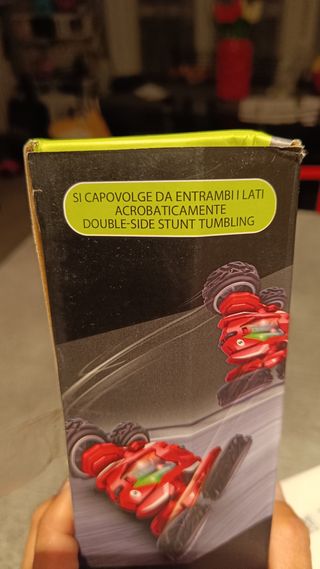 SI CAPOVOLGE DA ENTRAMBI I LATI
ACROBATICAMENTE
DOUBLE-SIDE STUNT TUMBLING